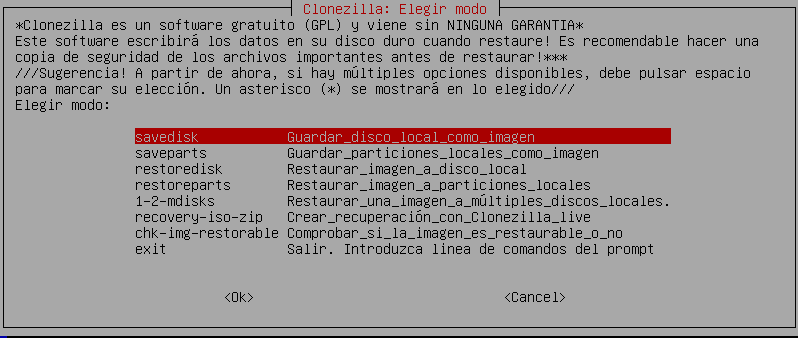 Clonezilla: Elegir modo
*Clonezilla es un software gratuito (GPL) y viene sin NINGUNA GARANTIA*
Este software escribirá los datos en su disco duro cuando restaure! Es recomendable hacer una
copia de seguridad de los archivos importantes antes de restaurar!***
///Sugerencia! A partir de ahora, si hay múltiples opciones disponibles, debe pulsar espacio
para marcar su elección. Un asterisco (*) se mostrará en lo elegido///
Elegir modo:
savedisk Guardar_disco_local_como_imagen
saveparts Guardar_particiones_locales_como_imagen
restoredisk Restaurar_imagen_a_disco_local
restoreparts Restaurar_imagen_a_particiones_locales
1-2-mdisks Restaurar_una_imagen_a_múltiples_discos_locales.
recovery-iso-zip Crear_recuperación_con_Clonezilla_live
chk-img-restorable Comprobar_si_la_imagen_es_restaurable_o_no
exit Salir. Introduzca linea de comandos del prompt
<Ok> <Cancel>